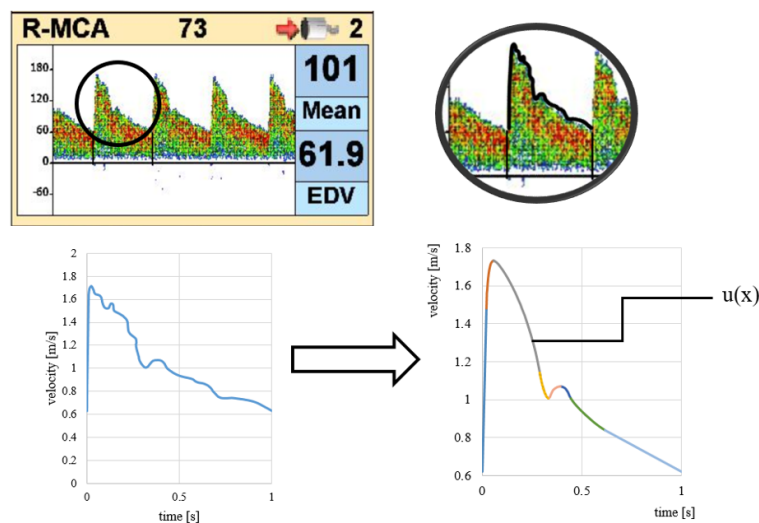 R-MCA 73 2
180
120
60
0
-60
101
Mean
61.9
EDV
velocity [m/s]
2
1.8
1.6
1.4
1.2
1
0.8
0.6
0.4
0.2
0
0 0.5 1
time [s]
velocity [m/s]
1.8
1.6
1.4
1.2
1
0.8
0.6
0 0.5 1
time [s]
u(x)